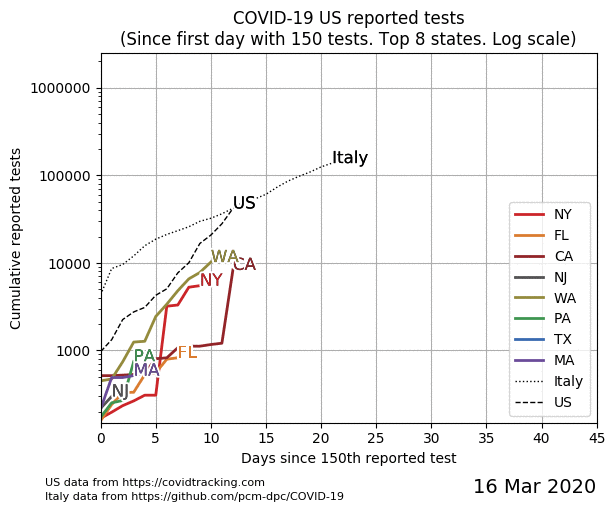 COVID-19 US reported tests
(Since first day with 150 tests. Top 8 states. Log scale)
Cumulative reported tests
1000000
100000
10000
1000
Italy
US
WA
CA
NY
PA
FL
MA
NJ
NY
FL
CA
NJ
WA
PA
TX
MA
Italy
US
0 5 10 15 20 25 30 35 40 45
Days since 150th reported test
US data from https://covidtracking.com
Italy data from https://github.com/pcm-dpc/COVID-19
16 Mar 2020